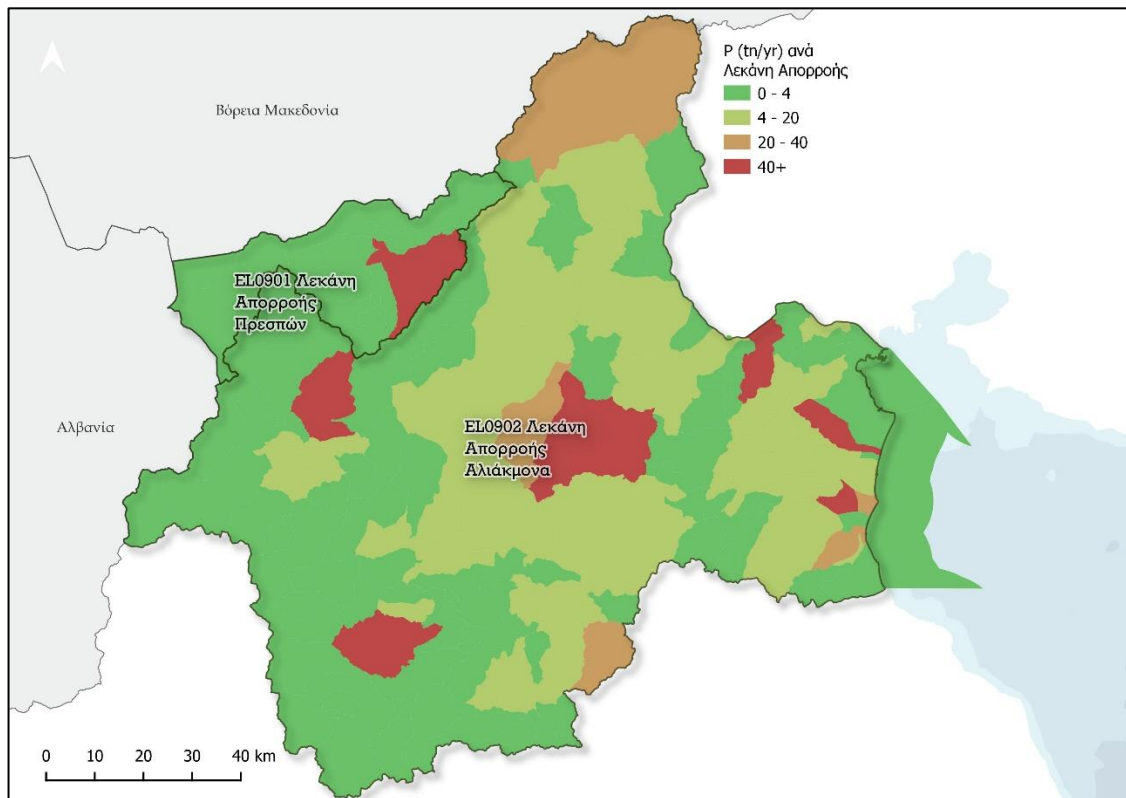 P (tn/yr) ανά
Λεκάνη Απορροής
0 - 4
4 - 20
20 - 40
40+
Βόρεια Μακεδονία
EL0901 Λεκάνη
Απορροής
Πρεσπών
Αλβανία
EL0902 Λεκάνη
Απορροής
Αλιάκμονα
0 10 20 30 40 km